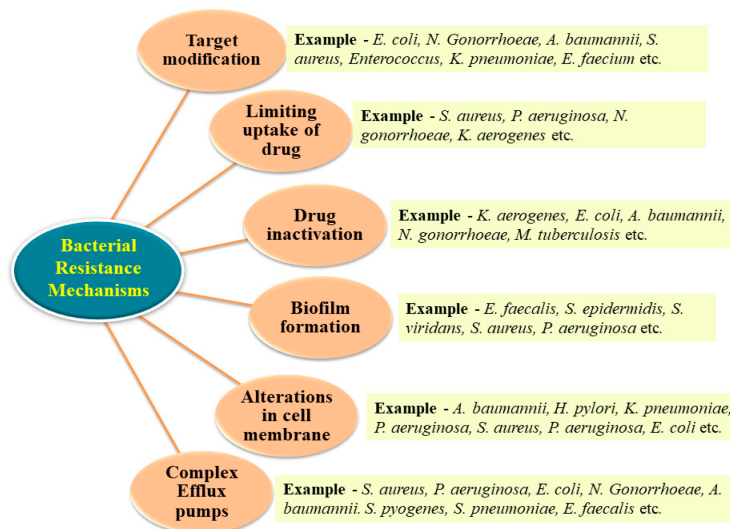 Target
modification
Example - E. coli, N. Gonorrhoeae, A. baumannii, S.
aureus, Enterococcus, K. pneumoniae, E. faecium etc.
Limiting
uptake of
drug
Example - S. aureus, P. aeruginosa, N.
gonorrhoeae, K. aerogenes etc.
Drug
inactivation
Example - K. aerogenes, E. coli, A. baumannii,
N. gonorrhoeae, M. tuberculosis etc.
Bacterial
Resistance
Mechanisms
Biofilm
formation
Example - E. faecalis, S. epidermidis, S.
viridans, S. aureus, P. aeruginosa etc.
Alterations
in cell
membrane
Example - A. baumannii, H. pylori, K. pneumoniae,
P. aeruginosa, S. aureus, P. aeruginosa, E. coli etc.
Complex
Efflux
pumps
Example - S. aureus, P. aeruginosa, E. coli, N. Gonorrhoeae, A.
baumannii. S. pyogenes, S. pneumoniae, E. faecalis etc.